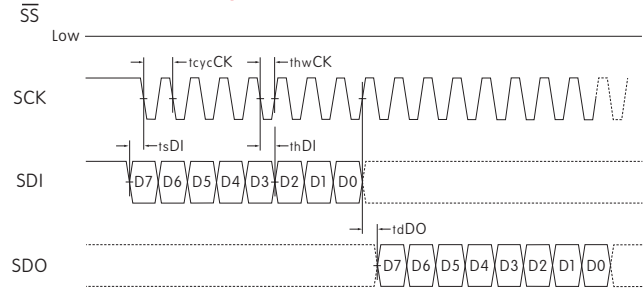 SS
Low
tcycCK thwCK
SCK
tsDI thDI
SDI D7 D6 D5 D4 D3 D2 D1 D0
tdDO
SDO D7 D6 D5 D4 D3 D2 D1 D0